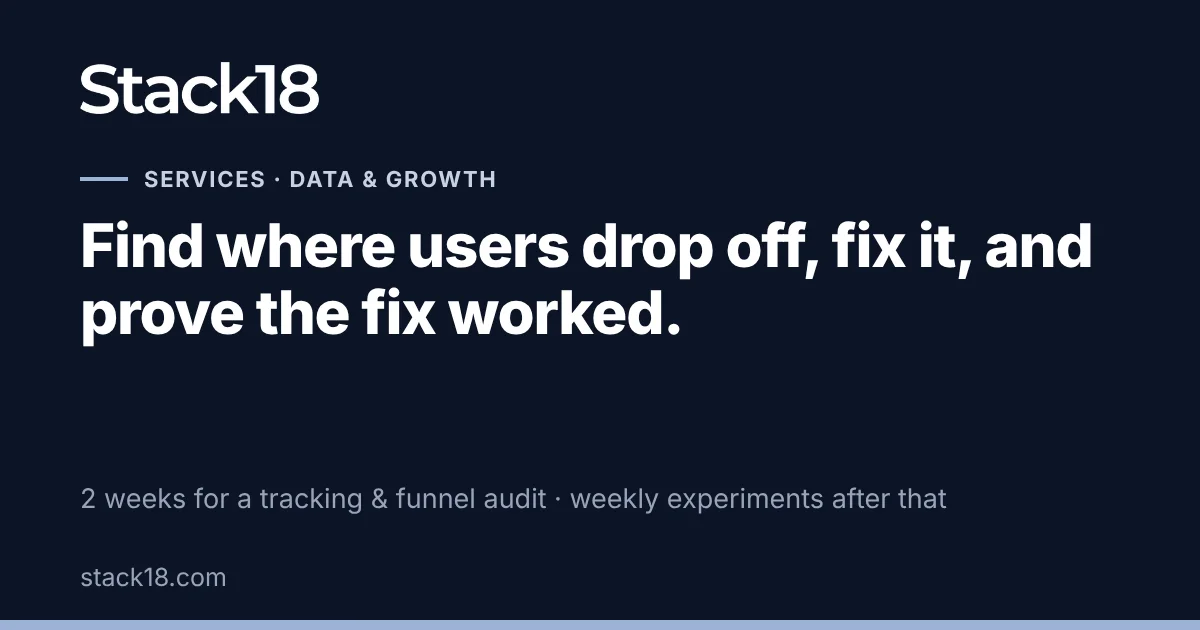 Stack18
SERVICES · DATA & GROWTH
Find where users drop off, fix it, and
prove the fix worked.
2 weeks for a tracking & funnel audit · weekly experiments after that
stack18.com